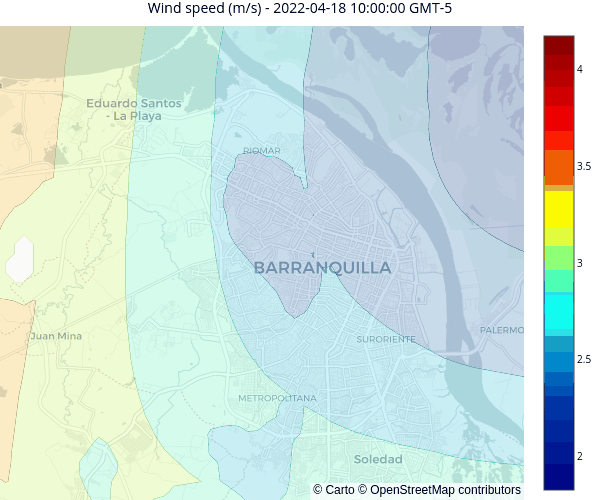 Wind speed (m/s) - 2022-04-18 10:00:00 GMT-5
4
Eduardo Santos
- La Playa
RIOMAR
3.5
BARRANQUILLA
3
PALERMO
Juan Mina
SURORIENTE
2.5
METROPOLITANA
Soledad
2
© Carto © OpenStreetMap contributors